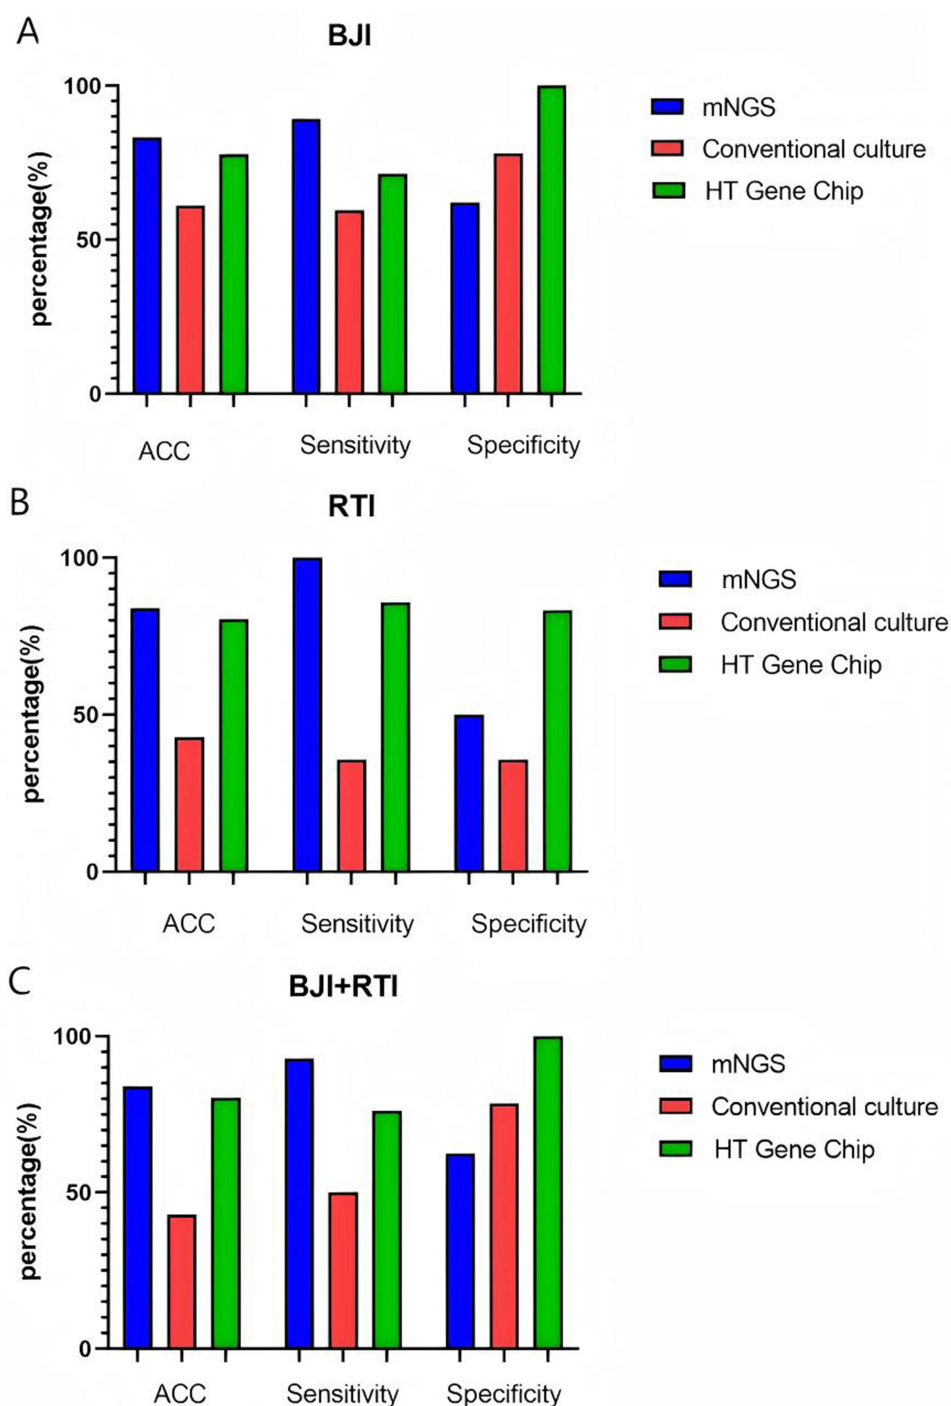 A
BJI
percentage(%)
100
50
0
ACC
Sensitivity
Specificity
mNGS
Conventional culture
HT Gene Chip
B
RTI
percentage(%)
100
50
0
ACC
Sensitivity
Specificity
mNGS
Conventional culture
HT Gene Chip
C
BJI+RTI
percentage(%)
100
50
0
ACC
Sensitivity
Specificity
mNGS
Conventional culture
HT Gene Chip